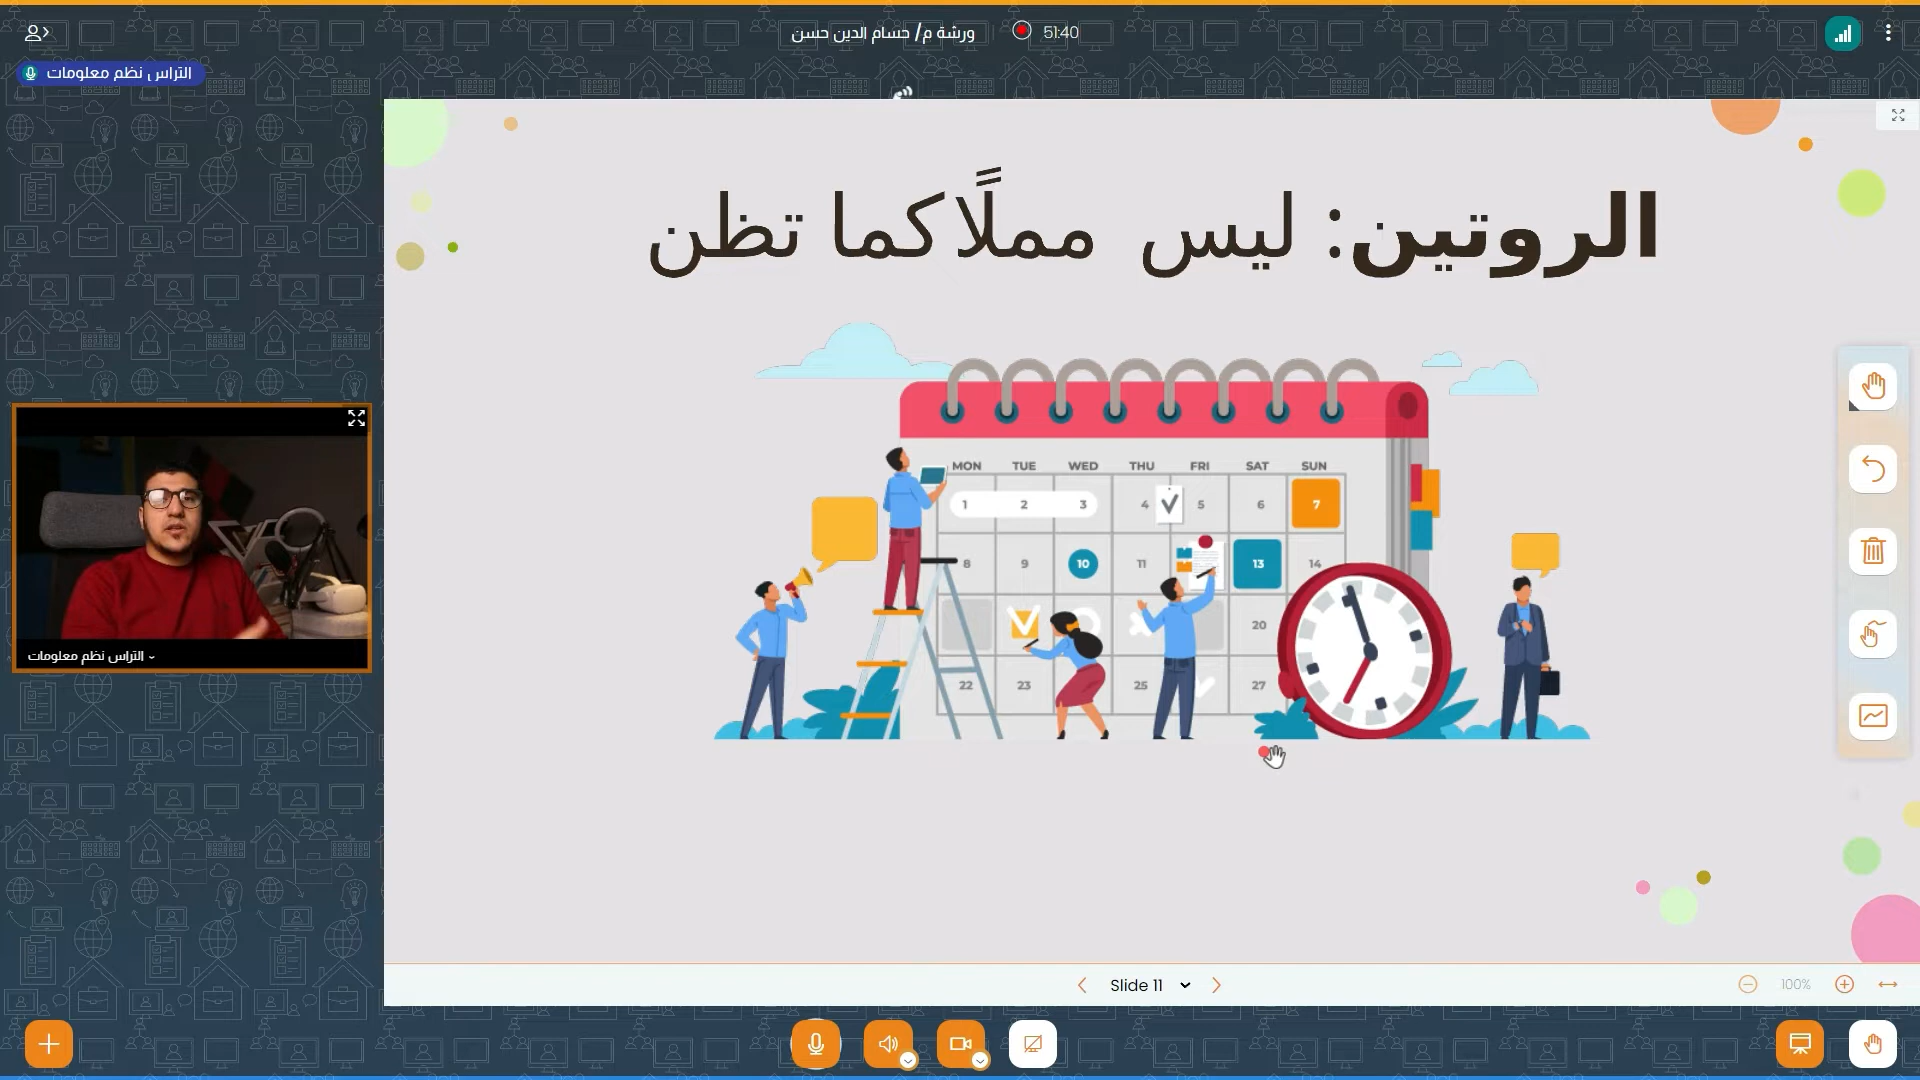 ورشة م/ حسام الدين حسن
51:40
التراس نظم معلومات
الروتين: ليس مملًا كما تظن
MON TUE WED THU FRI SAT SUN
1 2 3 4 5 6 7
8 9 10 11 13 14
20
22 23 25 27
التراس نظم معلومات
Slide 11
100%